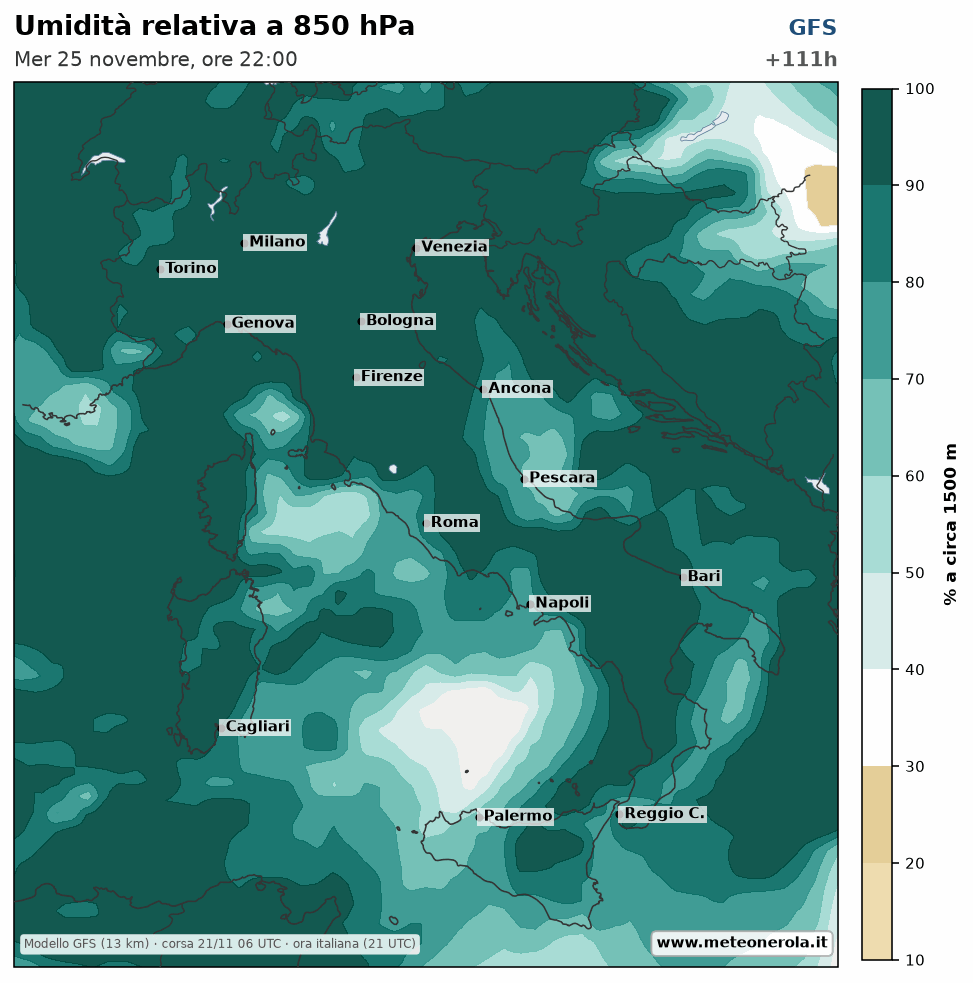 Umidità relativa a 850 hPa
GFS
Mer 25 novembre, ore 22:00
+111h
Milano
Venezia
Torino
Genova
Bologna
Firenze
Ancona
Pescara
Roma
Bari
Napoli
Cagliari
Palermo
Reggio C.
Modello GFS (13 km) · corsa 21/11 06 UTC · ora italiana (21 UTC)
www.meteonerola.it
100
90
80
70
60
50
40
30
20
10
% a circa 1500 m